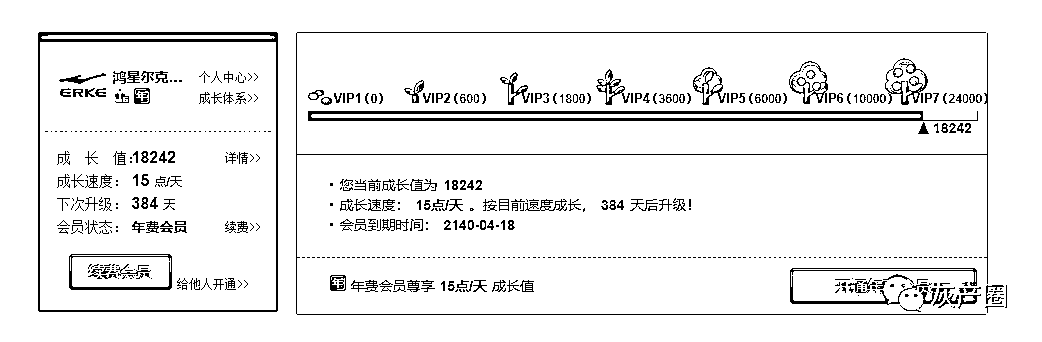 鸿星尔克...
个人中心>>
ERKE
年
成长体系>>
成 长 值:18242
详情>>
成长速度: 15 点/天
下次升级: 384 天
会员状态: 年费会员
续费>>
续费会员
给他人开通>>
VIP1(0) VIP2(600) VIP3(1800) VIP4(3600) VIP5(6000) VIP6(10000) VIP7(24000)
▲ 18242
·您当前成长值为 18242
·成长速度: 15点/天 。按目前速度成长, 384 天后升级!
·会员到期时间: 2140-04-18
年 年费会员尊享 15点/天 成长值
开通年
圈